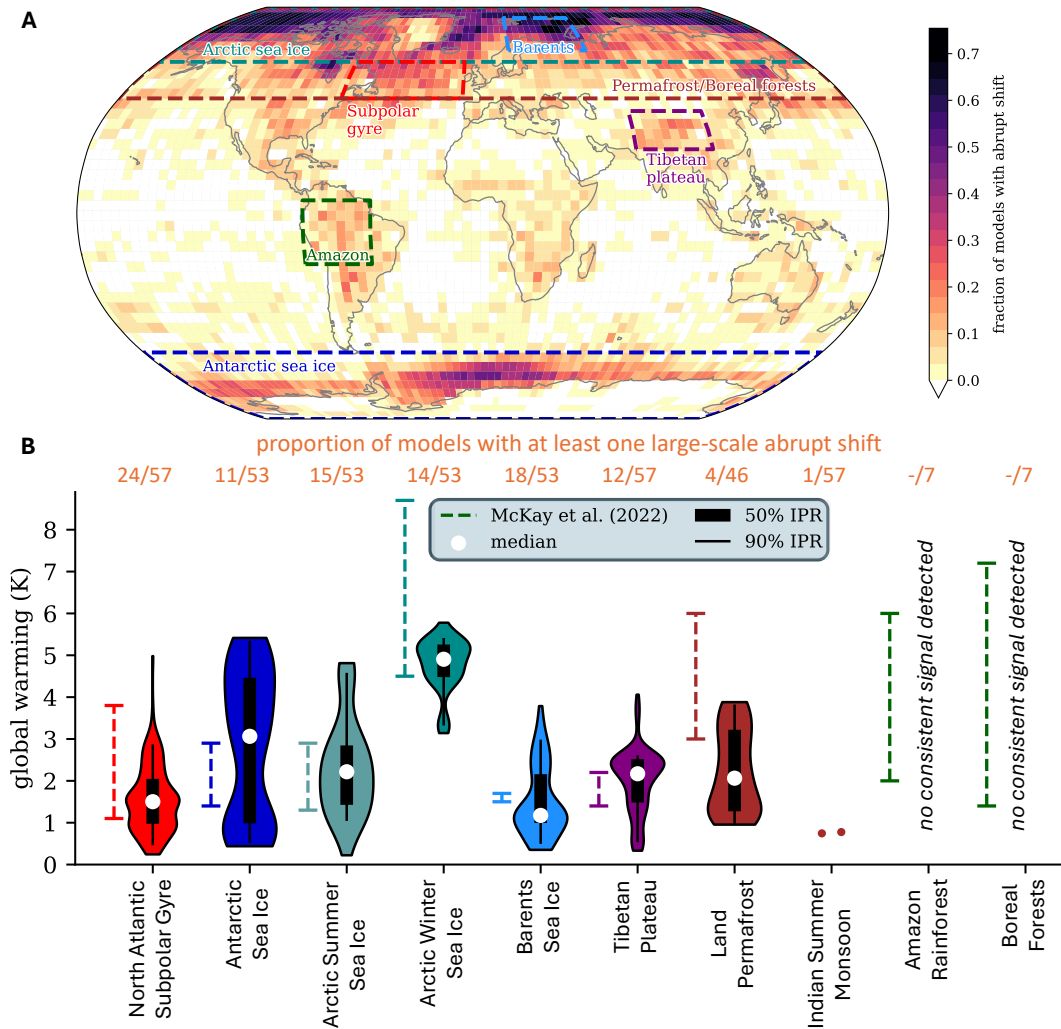 A
Arctic sea ice
Barents
Permafrost/Boreal forests
Subpolar
gyre
Tibetan
plateau
Amazon
Antarctic sea ice
0.7
0.6
0.5
0.4
0.3
0.2
0.1
0.0
fraction of models with abrupt shift
B
proportion of models with at least one large-scale abrupt shift
24/57 11/53 15/53 14/53 18/53 12/57 4/46 1/57 -/7 -/7
McKay et al. (2022)
median
50% IPR
90% IPR
global warming (K)
8
7
6
5
4
3
2
1
0
no consistent signal detected
no consistent signal detected
North Atlantic
Subpolar Gyre
Antarctic
Sea Ice
Arctic Summer
Sea Ice
Arctic Winter
Sea Ice
Barents
Sea Ice
Tibetan
Plateau
Land
Permafrost
Indian Summer
Monsoon
Amazon
Rainforest
Boreal
Forests